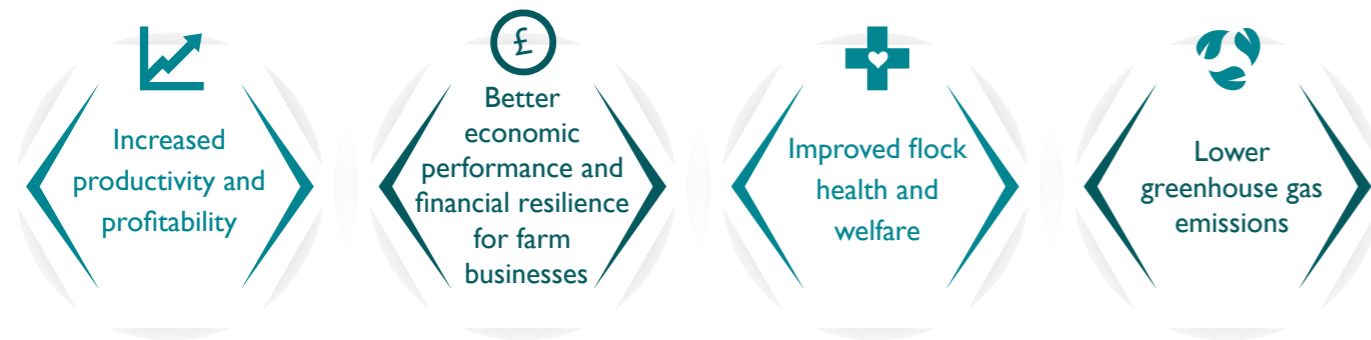 Increased
productivity and
profitability
£
Better
economic
performance and
financial resilience
for farm
businesses
Improved flock
health and
welfare
Lower
greenhouse gas
emissions